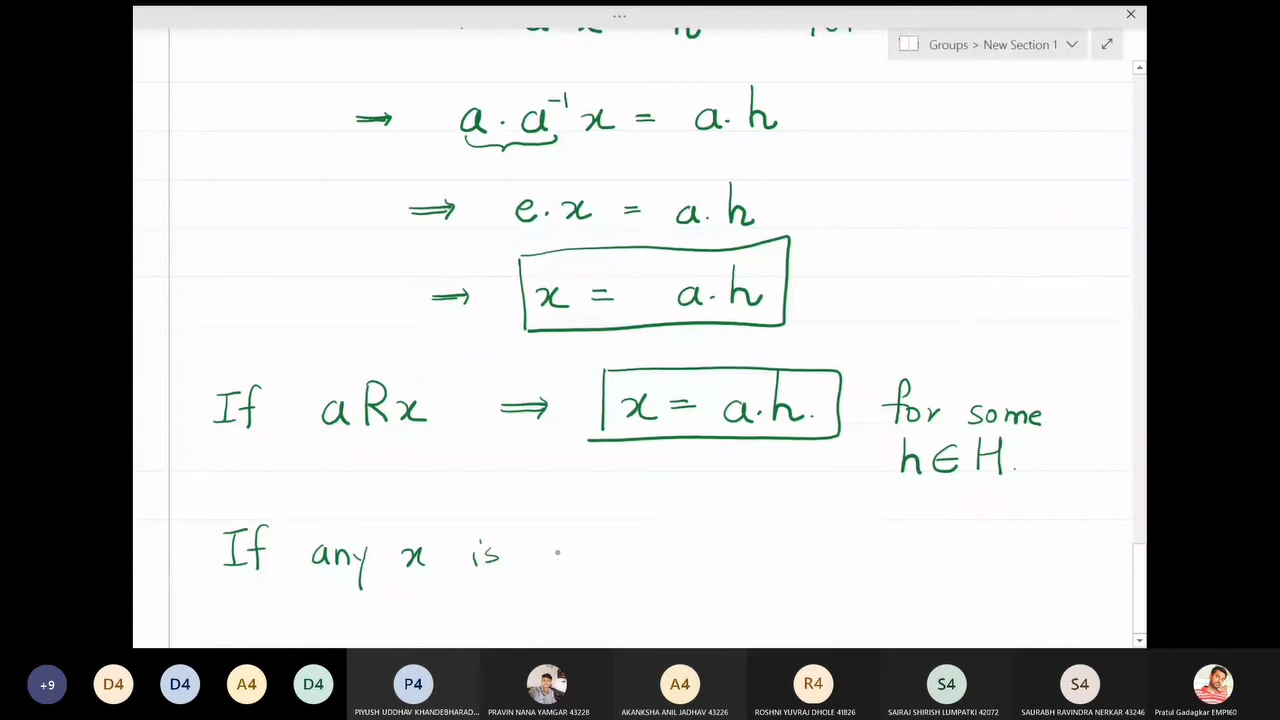 Groups > New Section 1
⇒ a · a⁻¹ x = a · h
⇒ e · x = a · h
⇒ x = a · h
If aRx ⇒ x = a · h. for some
h ∈ H.
If any x is
+9 D4 D4 A4 D4 P4 A4 R4 S4 S4
PIYUSH UDDHAV KHANDEBHARAD... PRAVIN NANA YAMGAR 43228 AKANKSHA ANIL JADHAV 43226 ROSHNI YUVRAJ DHOLE 41826 SAIRAJ SHIRISH LUMPATKI 42072 SAURABH RAVINDRA NERKAR 43246 Pratul Gadagkar EMP160